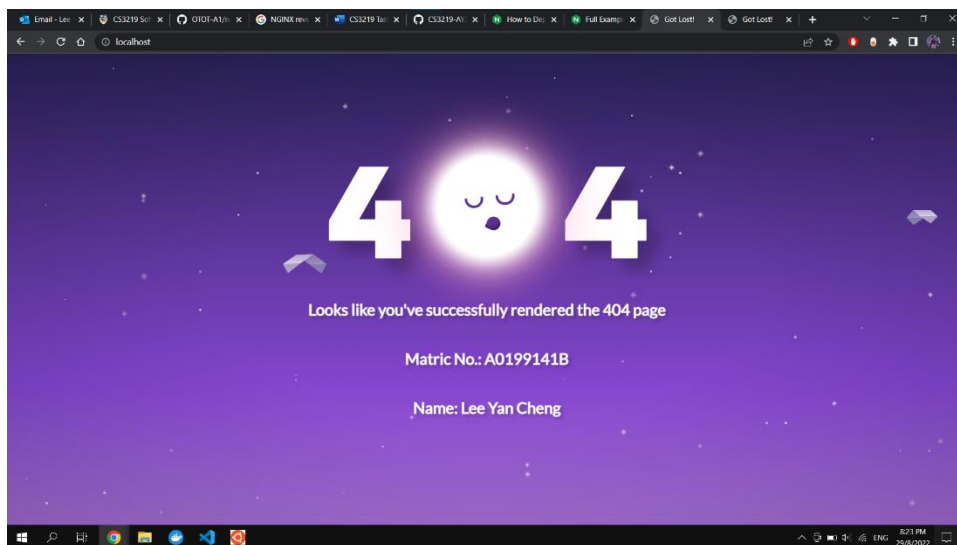 Email - Lee
CS3219 Sof
OTOT-A1/n
NGINX reve
CS3219 Tas
CS3219-AY
How to Dep
Full Exampl
Got Lost!
Got Lost!
localhost
404
Looks like you've successfully rendered the 404 page
Matric No.: A0199141B
Name: Lee Yan Cheng
ENG
8:23 PM
29/8/2022